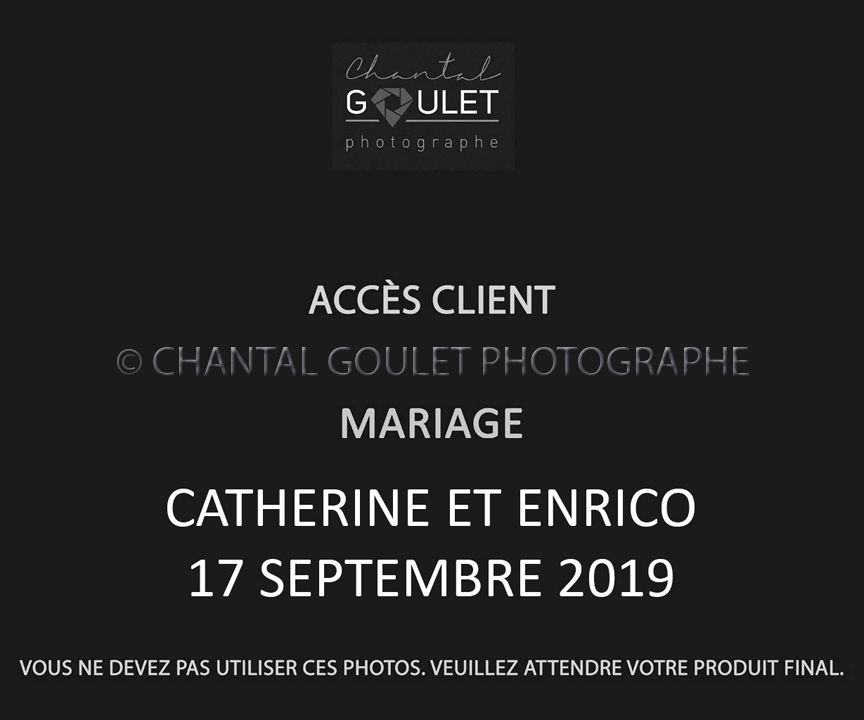 Chantal
GOULET
photographe
ACCÈS CLIENT
© CHANTAL GOULET PHOTOGRAPHE
MARIAGE
CATHERINE ET ENRICO
17 SEPTEMBRE 2019
VOUS NE DEVEZ PAS UTILISER CES PHOTOS. VEUILLEZ ATTENDRE VOTRE PRODUIT FINAL.